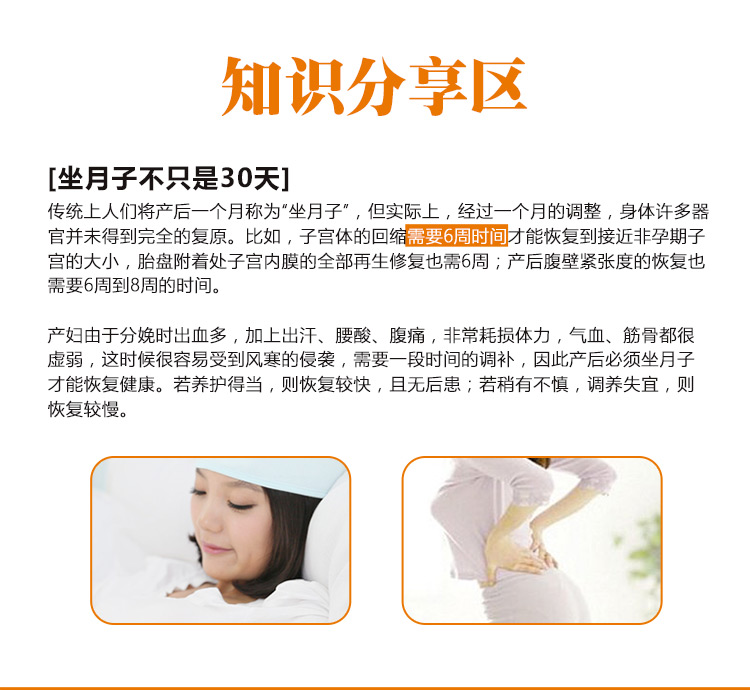 知识分享区
[坐月子不只是30天]
传统上人们将产后一个月称为“坐月子”，但实际上，经过一个月的调整，身体许多器
官并未得到完全的复原。比如，子宫体的回缩需要6周时间才能恢复到接近非孕期子
宫的大小，胎盘附着处子宫内膜的全部再生修复也需6周；产后腹壁紧张度的恢复也
需要6周到8周的时间。
产妇由于分娩时出血多，加上出汗、腰酸、腹痛，非常耗损体力，气血、筋骨都很
虚弱，这时候很容易受到风寒的侵袭，需要一段时间的调补，因此产后必须坐月子
才能恢复健康。若养护得当，则恢复较快，且无后患；若稍有不慎，调养失宜，则
恢复较慢。